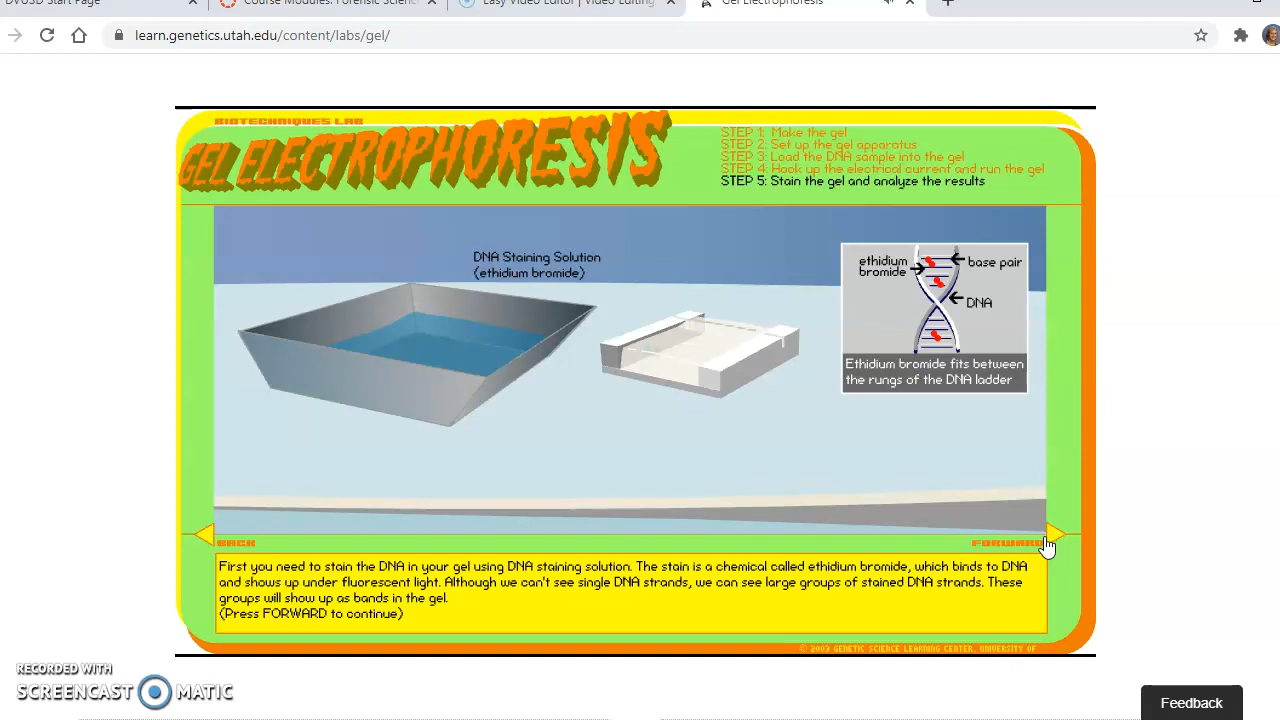 DVUSD Start Page
Course Modules: Forensic Scienc
Easy Video Editor | Video Editing
Gel Electrophoresis
learn.genetics.utah.edu/content/labs/gel/
BIOTECHNIQUES LAB
GEL ELECTROPHORESIS
STEP 1: Make the gel
STEP 2: Set up the gel apparatus
STEP 3: Load the DNA sample into the gel
STEP 4: Hook up the electrical current and run the gel
STEP 5: Stain the gel and analyze the results
DNA Staining Solution
(ethidium bromide)
ethidium
bromide
base pair
DNA
Ethidium bromide fits between
the rungs of the DNA ladder
BACK
FORWARD
First you need to stain the DNA in your gel using DNA staining solution. The stain is a chemical called ethidium bromide, which binds to DNA
and shows up under fluorescent light. Although we can't see single DNA strands, we can see large groups of stained DNA strands. These
groups will show up as bands in the gel.
(Press FORWARD to continue)
© 2003 GENETIC SCIENCE LEARNING CENTER, UNIVERSITY OF
RECORDED WITH
SCREENCAST MATIC
Feedback